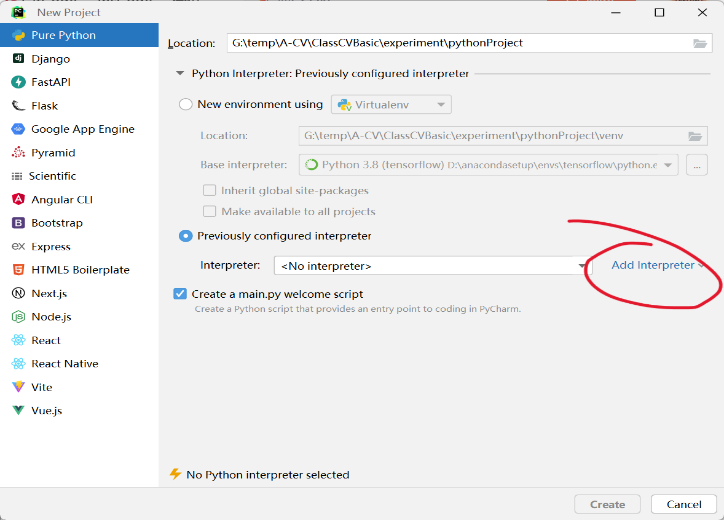 New Project
Pure Python
Django
FastAPI
Flask
Google App Engine
Pyramid
Scientific
Angular CLI
Bootstrap
Express
HTML5 Boilerplate
Next.js
Node.js
React
React Native
Vite
Vue.js
Location: G:\temp\A-CV\ClassCVBasic\experiment\pythonProject
Python Interpreter: Previously configured interpreter
New environment using Virtualenv
Location: G:\temp\A-CV\ClassCVBasic\experiment\pythonProject\venv
Base interpreter: Python 3.8 (tensorflow) D:\anacondasetup\envs\tensorflow\python.e ...
Inherit global site-packages
Make available to all projects
Previously configured interpreter
Interpreter: <No interpreter> Add Interpreter
Create a main.py welcome script
Create a Python script that provides an entry point to coding in PyCharm.
No Python interpreter selected
Create Cancel